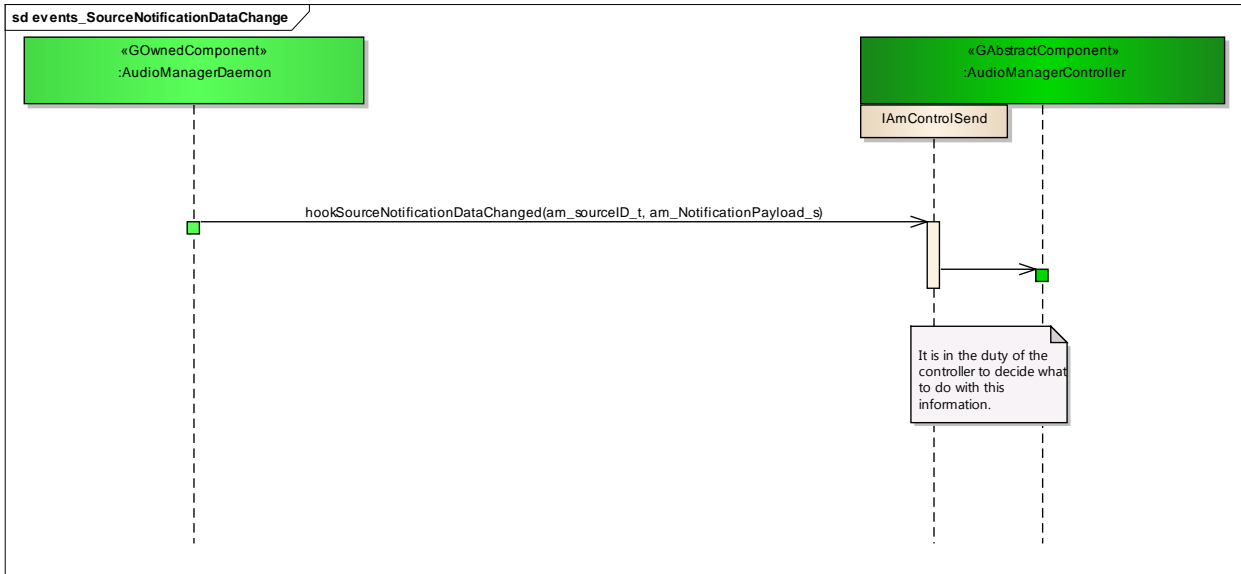 sd events_SourceNotificationDataChange
«GOwnedComponent»
:AudioManagerDaemon
«GAbstractComponent»
:AudioManagerController
IAmControlSend
hookSourceNotificationDataChanged(am_sourceID_t, am_NotificationPayload_s)
It is in the duty of the
controller to decide what
to do with this
information.